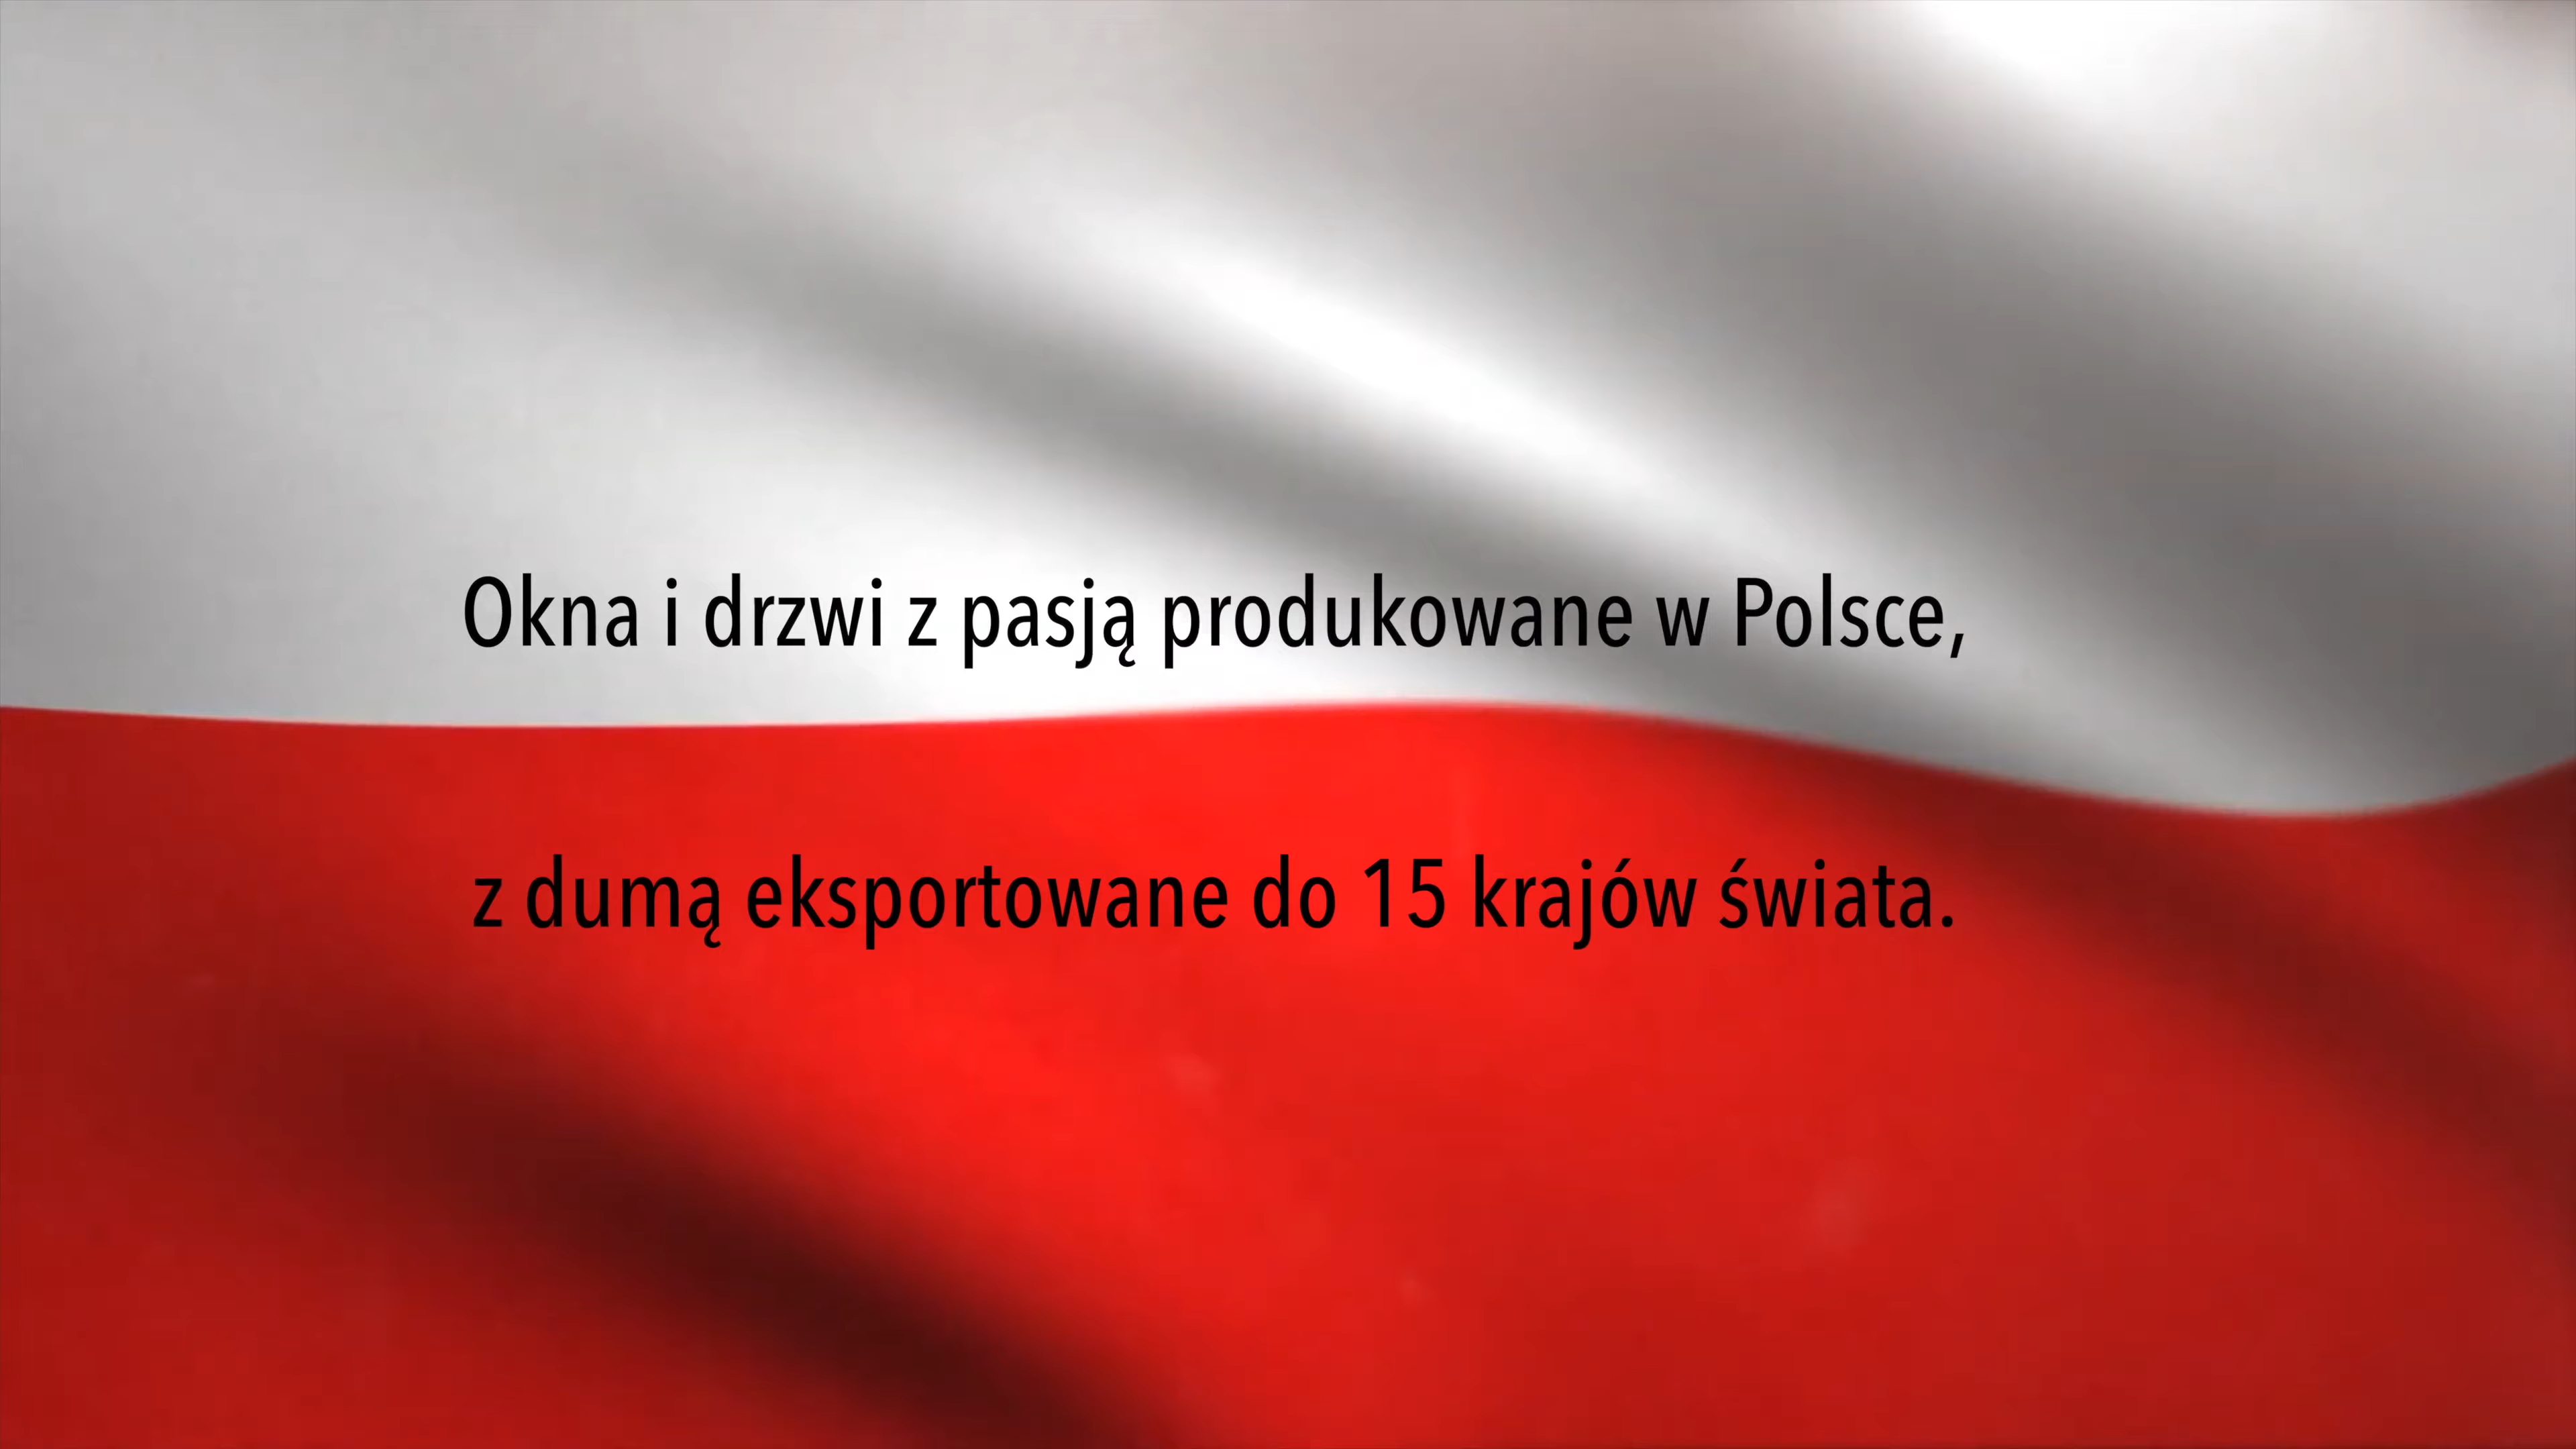 Okna i drzwi z pasją produkowane w Polsce,
z dumą eksportowane do 15 krajów świata.